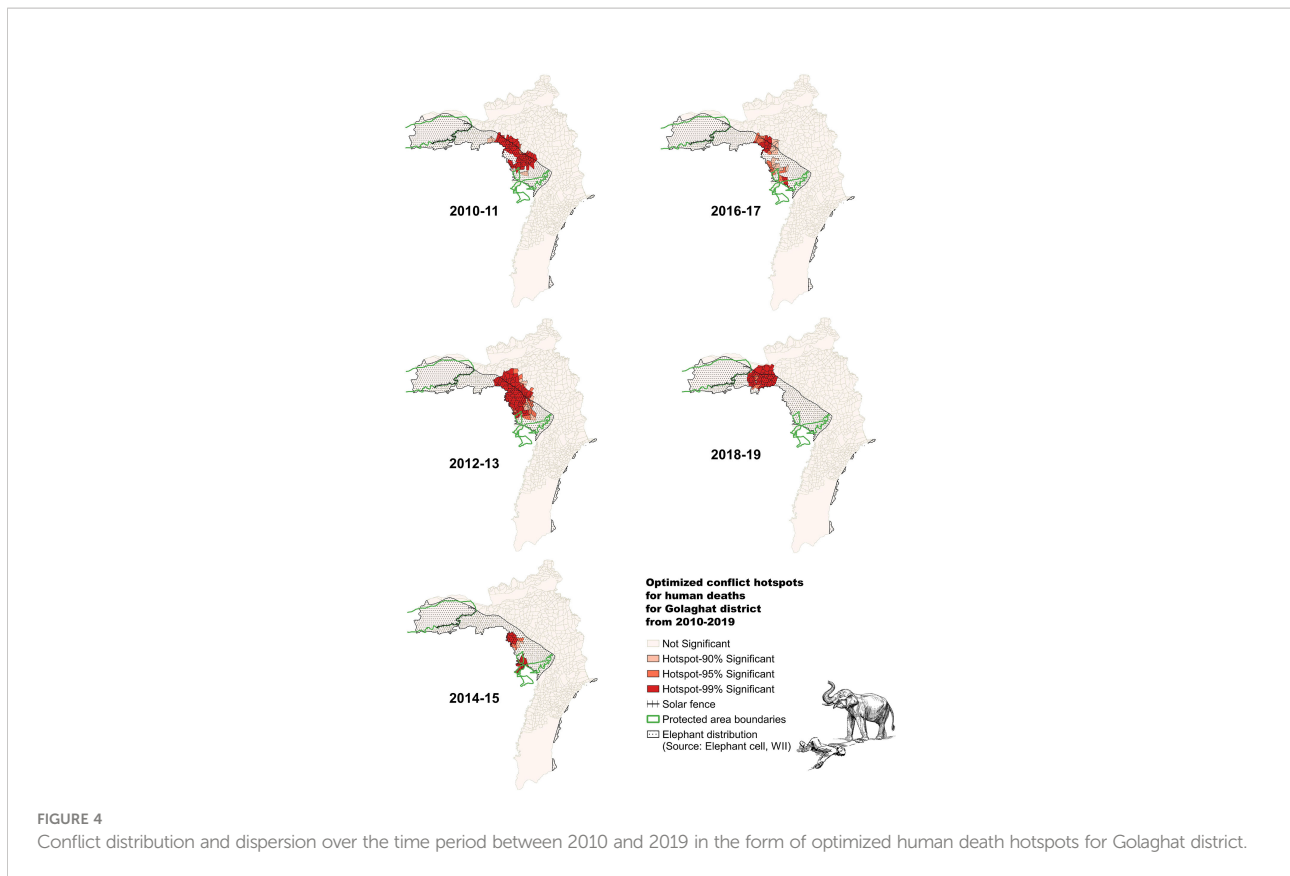 2010-11
2016-17
2012-13
2018-19
2014-15
Optimized conflict hotspots
for human deaths
for Golaghat district
from 2010-2019
Not Significant
Hotspot-90% Significant
Hotspot-95% Significant
Hotspot-99% Significant
Solar fence
Protected area boundaries
Elephant distribution
(Source: Elephant cell, WII)
FIGURE 4
Conflict distribution and dispersion over the time period between 2010 and 2019 in the form of optimized human death hotspots for Golaghat district.